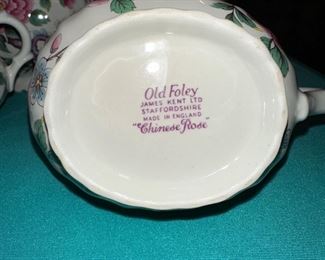 Old Foley
JAMES KENT LTD
STAFFORDSHIRE
MADE IN ENGLAND
"Chinese Rose"